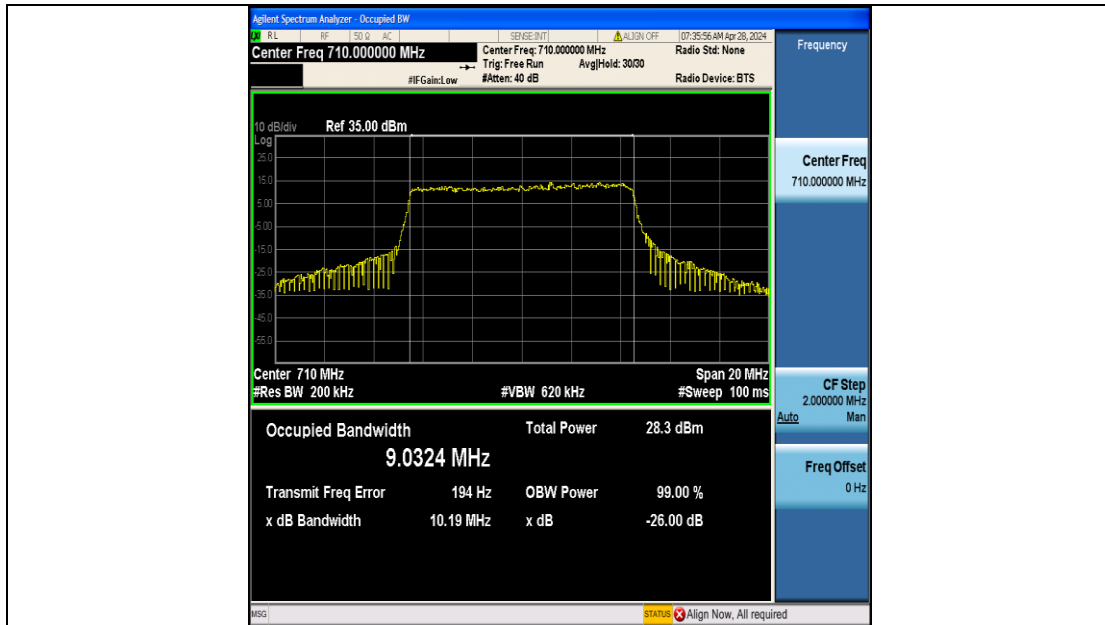 Agilent Spectrum Analyzer - Occupied BW
RL RF 50 Ω AC SENSE:INT ALIGN OFF 07:35:56 AM Apr 28, 2024
Center Freq 710.000000 MHz
Center Freq: 710.000000 MHz Radio Std: None
Trig: Free Run Avg|Hold: 30/30
#IFGain:Low #Atten: 40 dB Radio Device: BTS
10 dB/div Ref 35.00 dBm
Log
25.0
15.0
5.00
-5.00
-15.0
-25.0
-35.0
-45.0
-55.0
Center 710 MHz Span 20 MHz
#Res BW 200 kHz #VBW 620 kHz #Sweep 100 ms
Occupied Bandwidth Total Power 28.3 dBm
9.0324 MHz
Transmit Freq Error 194 Hz OBW Power 99.00 %
x dB Bandwidth 10.19 MHz x dB -26.00 dB
MSG STATUS Align Now, All required
Frequency
Center Freq
710.000000 MHz
CF Step
2.000000 MHz
Auto Man
Freq Offset
0 Hz